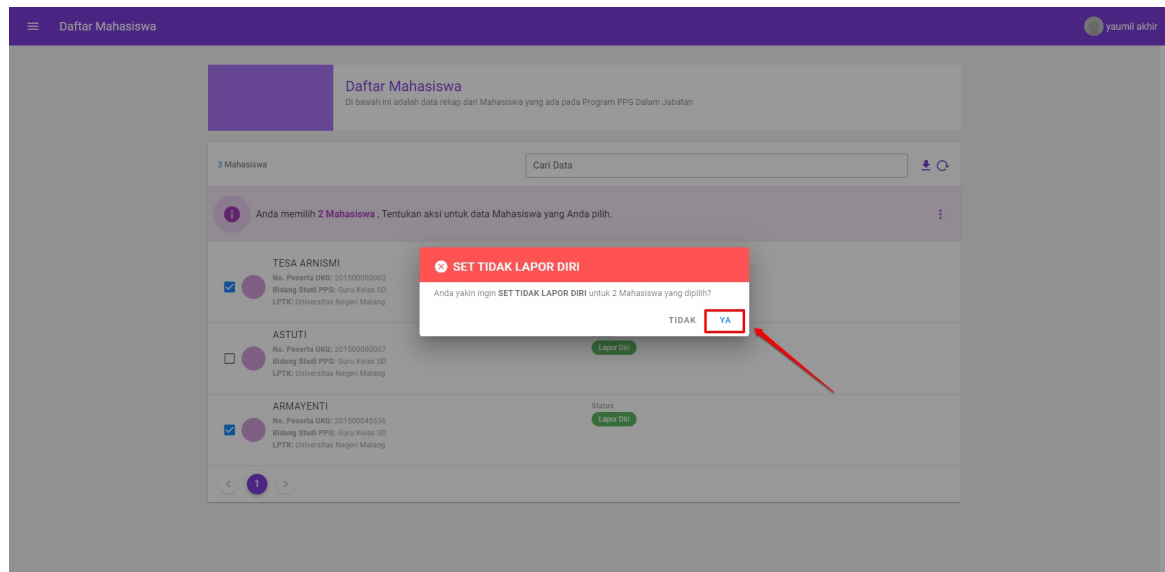 Daftar Mahasiswa
yaumil akhir
Daftar Mahasiswa
Di bawah ini adalah data rekap dari Mahasiswa yang ada pada Program PPG Dalam Jabatan
3 Mahasiswa
Cari Data
Anda memilih 2 Mahasiswa , Tentukan aksi untuk data Mahasiswa yang Anda pilih.
TESA ARNISMI
No. Peserta UKG: 201500000003
Bidang Studi PPG: Guru Kelas SD
LPTK: Universitas Negeri Malang
SET TIDAK LAPOR DIRI
Anda yakin ingin SET TIDAK LAPOR DIRI untuk 2 Mahasiswa yang dipilih?
TIDAK YA
ASTUTI
No. Peserta UKG: 201500000007
Bidang Studi PPG: Guru Kelas SD
LPTK: Universitas Negeri Malang
Lapor Diri
ARMAYENTI
No. Peserta UKG: 201500045536
Bidang Studi PPG: Guru Kelas SD
LPTK: Universitas Negeri Malang
Status
Lapor Diri
1